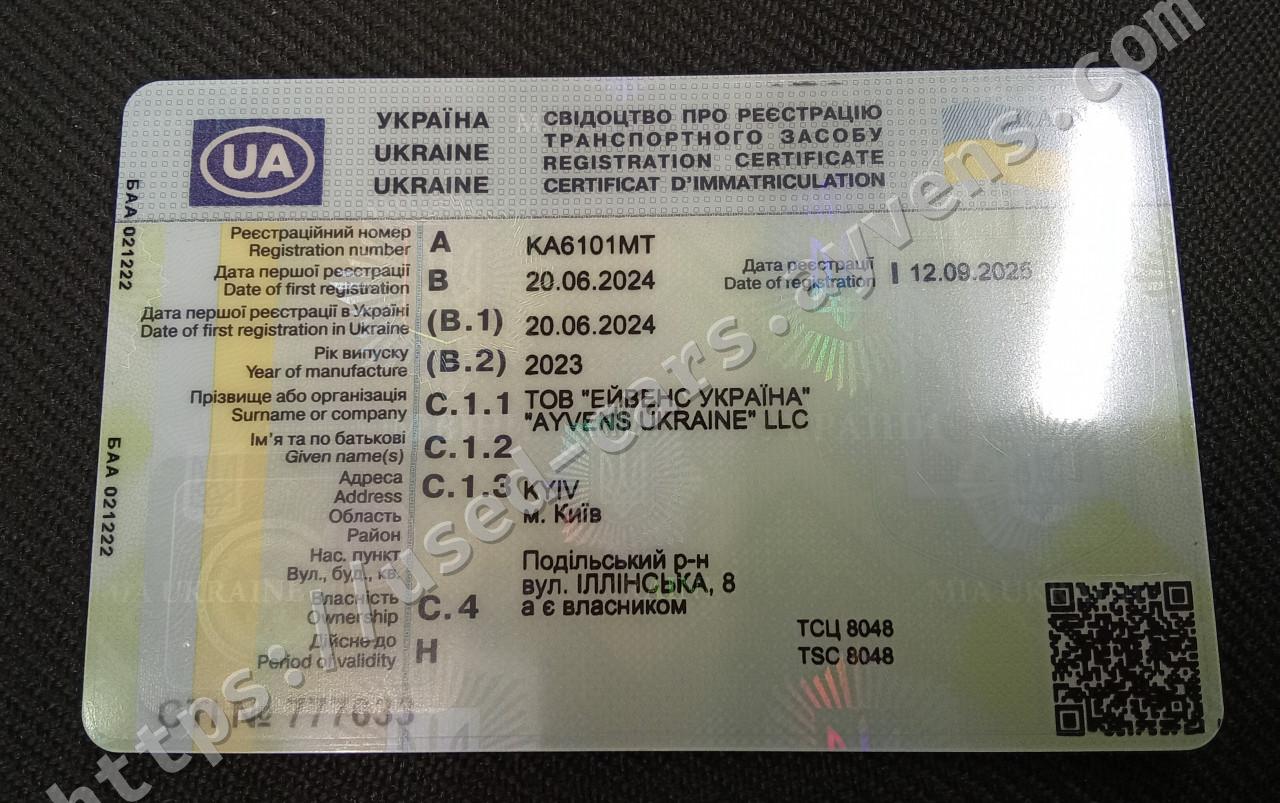 УКРАЇНА
UKRAINE
UKRAINE
СВІДОЦТВО ПРО РЕЄСТРАЦІЮ
ТРАНСПОРТНОГО ЗАСОБУ
REGISTRATION CERTIFICATE
CERTIFICAT D'IMMATRICULATION
UA
БАА 021222
Реєстраційний номер
Registration number A KA6101MT
Дата першої реєстрації
Date of first registration B 20.06.2024
Дата реєстрації
Date of registration I 12.09.2025
Дата першої реєстрації в Україні
Date of first registration in Ukraine (B.1) 20.06.2024
Рік випуску
Year of manufacture (B.2) 2023
Прізвище або організація
Surname or company C.1.1 ТОВ "ЕЙВЕНС УКРАЇНА"
"AYVENS UKRAINE" LLC
Ім'я та по батькові
Given name(s) C.1.2
Адреса
Address C.1.3 KYIV
Область м. Київ
Район
Нас. пункт Подільський р-н
Вул., буд., кв. вул. ІЛЛІНСЬКА, 8
Власність
Ownership C.4 а є власником
Дійсне до
Period of validity H
ТСЦ 8048
TSC 8048
БАА 021222
№ 777633
MIA UKRAINE
https://used-cars.ayvens.com